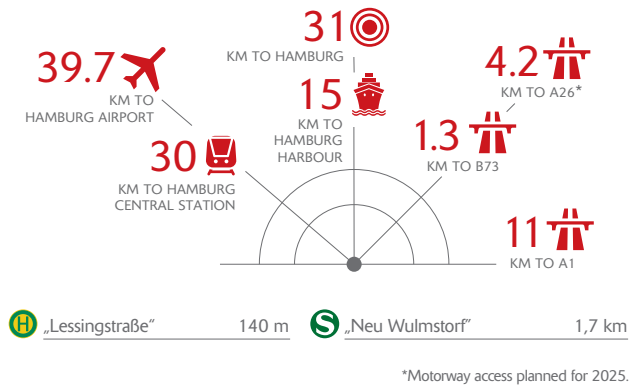 31
KM TO HAMBURG
39.7
KM TO
HAMBURG AIRPORT
4.2
KM TO A26*
15
KM TO
HAMBURG
HARBOUR
1.3
KM TO B73
30
KM TO HAMBURG
CENTRAL STATION
11
KM TO A1
H „Lessingstraße“ 140 m
S „Neu Wulmstorf“ 1,7 km
*Motorway access planned for 2025.